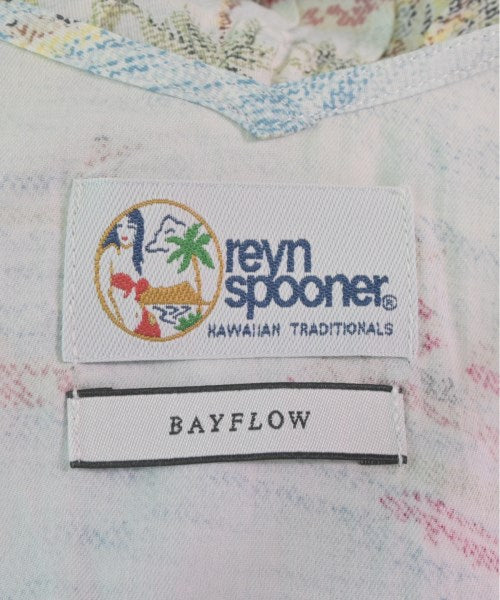 reyn
spooner®
HAWAIIAN TRADITIONALS
BAYFLOW